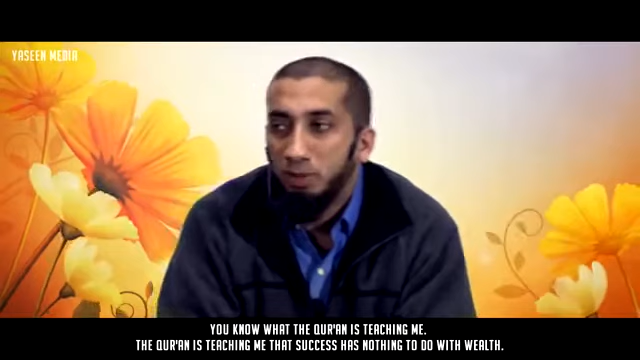 YASEEN MEDIA
YOU KNOW WHAT THE QUR'AN IS TEACHING ME.
THE QUR'AN IS TEACHING ME THAT SUCCESS HAS NOTHING TO DO WITH WEALTH.